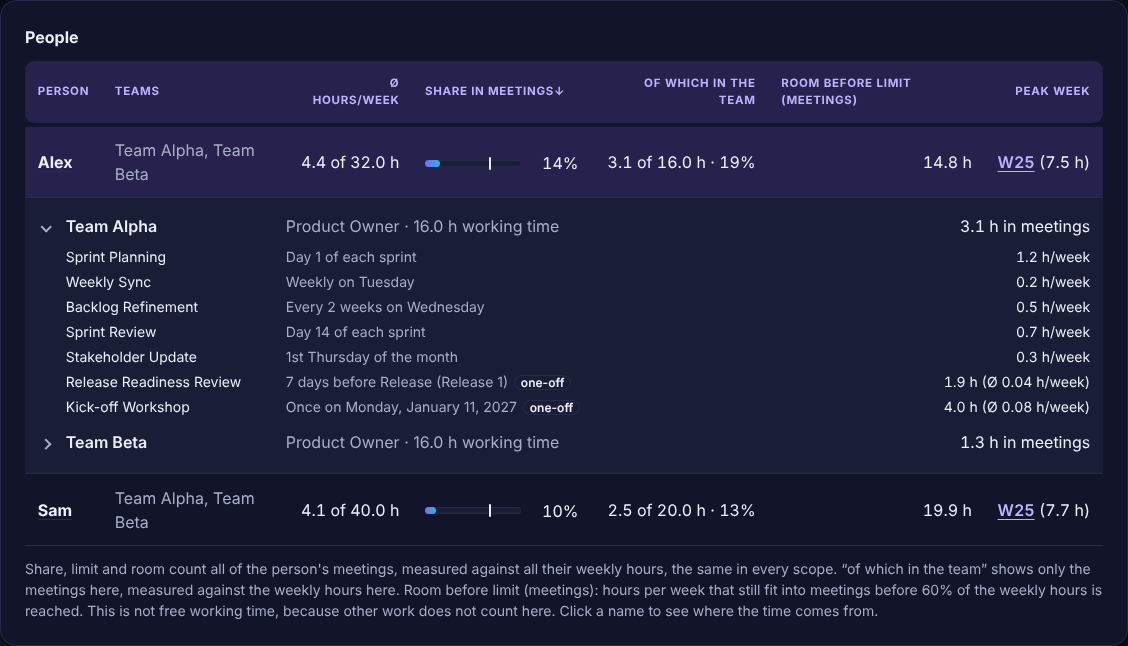 People
PERSON TEAMS Ø HOURS/WEEK SHARE IN MEETINGS↓ OF WHICH IN THE TEAM ROOM BEFORE LIMIT (MEETINGS) PEAK WEEK
Alex Team Alpha, Team Beta 4.4 of 32.0 h 14% 3.1 of 16.0 h · 19% 14.8 h W25 (7.5 h)
Team Alpha Product Owner · 16.0 h working time 3.1 h in meetings
Sprint Planning Day 1 of each sprint 1.2 h/week
Weekly Sync Weekly on Tuesday 0.2 h/week
Backlog Refinement Every 2 weeks on Wednesday 0.5 h/week
Sprint Review Day 14 of each sprint 0.7 h/week
Stakeholder Update 1st Thursday of the month 0.3 h/week
Release Readiness Review 7 days before Release (Release 1) one-off 1.9 h (Ø 0.04 h/week)
Kick-off Workshop Once on Monday, January 11, 2027 one-off 4.0 h (Ø 0.08 h/week)
Team Beta Product Owner · 16.0 h working time 1.3 h in meetings
Sam Team Alpha, Team Beta 4.1 of 40.0 h 10% 2.5 of 20.0 h · 13% 19.9 h W25 (7.7 h)
Share, limit and room count all of the person's meetings, measured against all their weekly hours, the same in every scope. “of which in the team” shows only the
meetings here, measured against the weekly hours here. Room before limit (meetings): hours per week that still fit into meetings before 60% of the weekly hours is
reached. This is not free working time, because other work does not count here. Click a name to see where the time comes from.